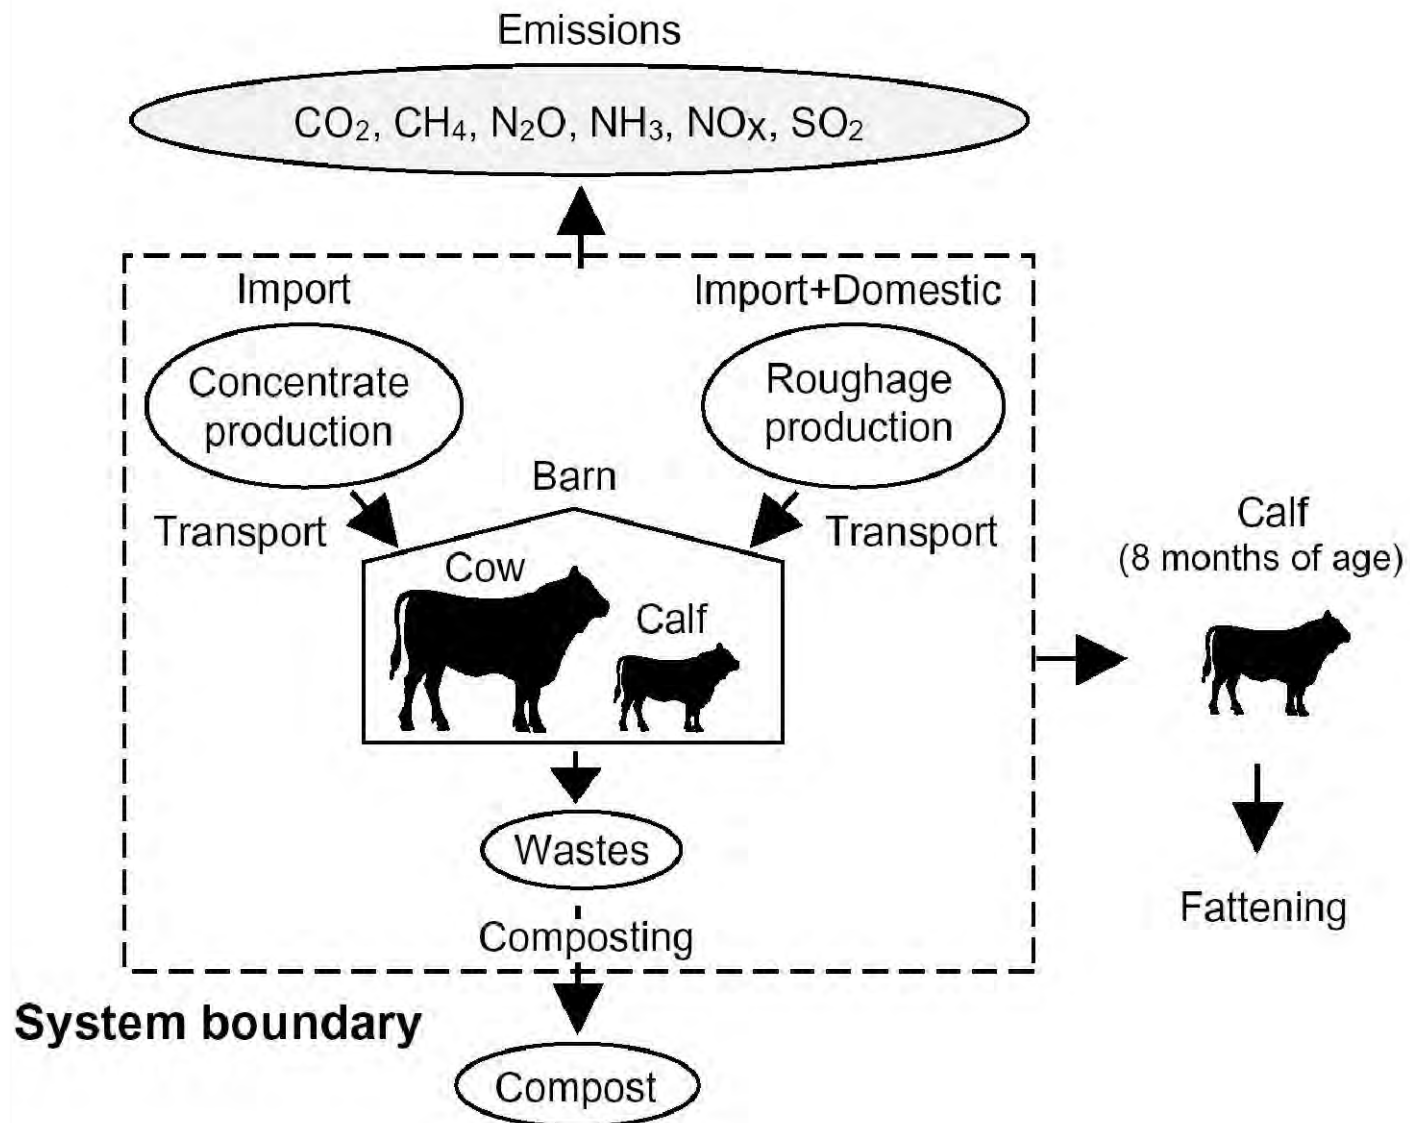 Emissions
CO₂, CH₄, N₂O, NH₃, NOx, SO₂
Import
Import+Domestic
Concentrate
production
Roughage
production
Barn
Transport
Transport
Cow
Calf
Calf
(8 months of age)
Wastes
Fattening
Composting
System boundary
Compost